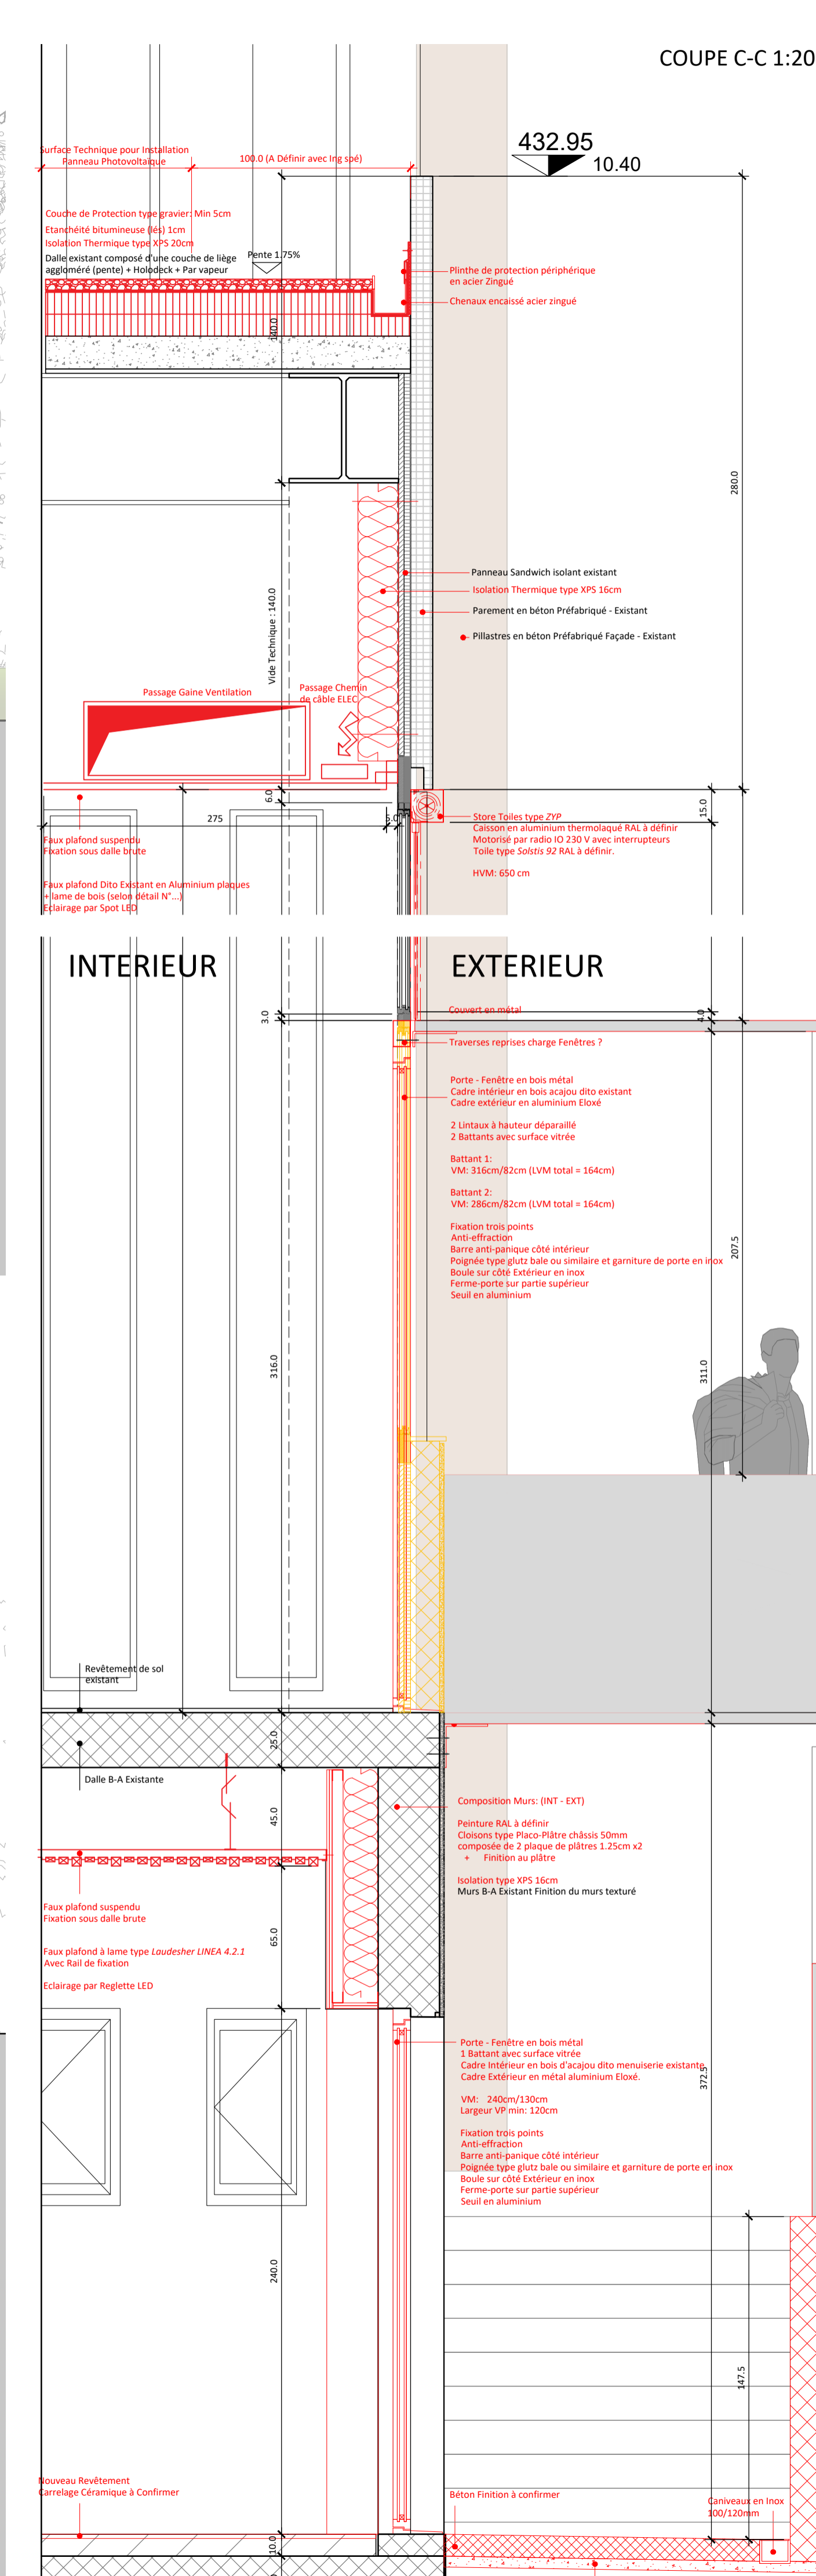 COUPE C-C 1:20
432.95
10.40
Surface Technique pour Installation
Panneau Photovoltaïque
100.0 (A Définir avec Ing spé)
Couche de Protection type gravier: Min 5cm
Etanchéité bitumineuse (lés) 1cm
Isolation Thermique type XPS 20cm
Dalle existant composé d'une couche de liège
aggloméré (pente) + Holodeck + Par vapeur
Pente 1.75%
Plinthe de protection périphérique
en acier Zingué
Chenaux encaissé acier zingué
140.0
280.0
Panneau Sandwich isolant existant
Isolation Thermique type XPS 16cm
Parement en béton Préfabriqué - Existant
Pillastres en béton Préfabriqué Façade - Existant
Vide Technique : 140.0
Passage Gaine Ventilation
Passage Chemin
de câble ELEC
6.0
15.0
275
5.0
Store Toiles type ZYP
Caisson en aluminium thermolaqué RAL à définir
Motorisé par radio IO 230 V avec interrupteurs
Toile type Solstis 92 RAL à définir.
HVM: 650 cm
Faux plafond suspendu
Fixation sous dalle brute
Faux plafond Dito Existant en Aluminium plaques
+ lame de bois (selon détail N°...)
Eclairage par Spot LED
INTERIEUR
EXTERIEUR
3.0
Couvert en métal
4.0
Traverses reprises charge Fenêtres ?
Porte - Fenêtre en bois métal
Cadre intérieur en bois acajou dito existant
Cadre extérieur en aluminium Eloxé
2 Lintaux à hauteur déparaillé
2 Battants avec surface vitrée
Battant 1:
VM: 316cm/82cm (LVM total = 164cm)
Battant 2:
VM: 286cm/82cm (LVM total = 164cm)
Fixation trois points
Anti-effraction
Barre anti-panique côté intérieur
Poignée type glutz bale ou similaire et garniture de porte en inox
Boule sur côté Extérieur en inox
Ferme-porte sur partie supérieur
Seuil en aluminium
207.5
316.0
311.0
Revêtement de sol
existant
25.0
Dalle B-A Existante
45.0
Composition Murs: (INT - EXT)
Peinture RAL à définir
Cloisons type Placo-Plâtre châssis 50mm
composée de 2 plaque de plâtres 1.25cm x2
+ Finition au plâtre
Isolation type XPS 16cm
Murs B-A Existant Finition du murs texturé
Faux plafond suspendu
Fixation sous dalle brute
65.0
Faux plafond à lame type Laudesher LINEA 4.2.1
Avec Rail de fixation
Eclairage par Reglette LED
Porte - Fenêtre en bois métal
1 Battant avec surface vitrée
Cadre Intérieur en bois d'acajou dito menuiserie existante
Cadre Extérieur en métal aluminium Eloxé.
372.5
VM: 240cm/130cm
Largeur VP min: 120cm
Fixation trois points
Anti-effraction
Barre anti-panique côté intérieur
Poignée type glutz bale ou similaire et garniture de porte en inox
Boule sur côté Extérieur en inox
Ferme-porte sur partie supérieur
Seuil en aluminium
240.0
147.5
Nouveau Revêtement
Carrelage Céramique à Confirmer
Béton Finition à confirmer
Caniveaux en Inox
100/120mm
10.0